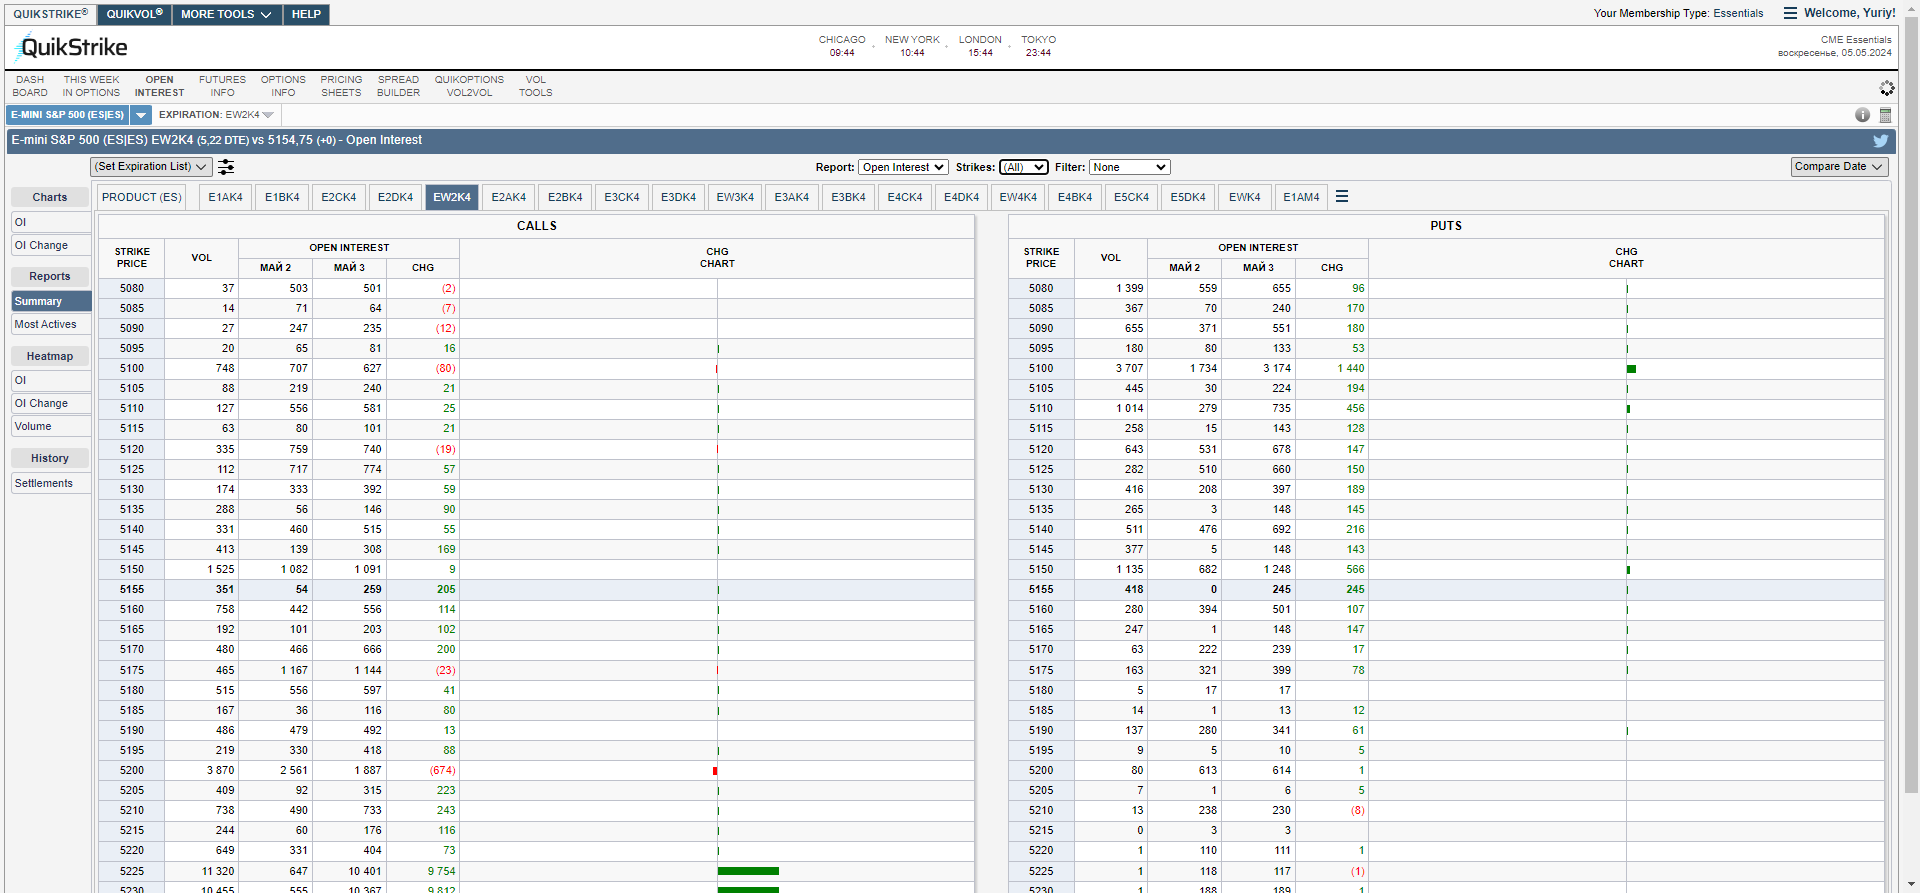 QUIKSTRIKE® QUIKVOL® MORE TOOLS HELP Your Membership Type: Essentials Welcome, Yuriy!
QuikStrike
CHICAGO NEW YORK LONDON TOKYO
09:44 10:44 15:44 23:44
CME Essentials
воскресенье, 05.05.2024
DASH BOARD THIS WEEK IN OPTIONS OPEN INTEREST FUTURES INFO OPTIONS INFO PRICING SHEETS SPREAD BUILDER QUIKOPTIONS VOL2VOL VOL TOOLS
E-MINI S&P 500 (ES|ES) EXPIRATION: EW2K4
E-mini S&P 500 (ES|ES) EW2K4 (5,22 DTE) vs 5154,75 (+0) - Open Interest
(Set Expiration List) Report: Open Interest Strikes: (All) Filter: None Compare Date
PRODUCT (ES) E1AK4 E1BK4 E2CK4 E2DK4 EW2K4 E2AK4 E2BK4 E3CK4 E3DK4 EW3K4 E3AK4 E3BK4 E4CK4 E4DK4 EW4K4 E4BK4 E5CK4 E5DK4 EWK4 E1AM4
Charts
OI
OI Change
Reports
Summary
Most Actives
Heatmap
OI
OI Change
Volume
History
Settlements
CALLS
STRIKE PRICE VOL OPEN INTEREST CHG CHART
МАЙ 2 МАЙ 3 CHG
5080 37 503 501 (2)
5085 14 71 64 (7)
5090 27 247 235 (12)
5095 20 65 81 16
5100 748 707 627 (80)
5105 88 219 240 21
5110 127 556 581 25
5115 63 80 101 21
5120 335 759 740 (19)
5125 112 717 774 57
5130 174 333 392 59
5135 288 56 146 90
5140 331 460 515 55
5145 413 139 308 169
5150 1 525 1 082 1 091 9
5155 351 54 259 205
5160 758 442 556 114
5165 192 101 203 102
5170 480 466 666 200
5175 465 1 167 1 144 (23)
5180 515 556 597 41
5185 167 36 116 80
5190 486 479 492 13
5195 219 330 418 88
5200 3 870 2 561 1 887 (674)
5205 409 92 315 223
5210 738 490 733 243
5215 244 60 176 116
5220 649 331 404 73
5225 11 320 647 10 401 9 754
5230 10 455 555 10 367 9 812
PUTS
STRIKE PRICE VOL OPEN INTEREST CHG CHART
МАЙ 2 МАЙ 3 CHG
5080 1 399 559 655 96
5085 367 70 240 170
5090 655 371 551 180
5095 180 80 133 53
5100 3 707 1 734 3 174 1 440
5105 445 30 224 194
5110 1 014 279 735 456
5115 258 15 143 128
5120 643 531 678 147
5125 282 510 660 150
5130 416 208 397 189
5135 265 3 148 145
5140 511 476 692 216
5145 377 5 148 143
5150 1 135 682 1 248 566
5155 418 0 245 245
5160 280 394 501 107
5165 247 1 148 147
5170 63 222 239 17
5175 163 321 399 78
5180 5 17 17
5185 14 1 13 12
5190 137 280 341 61
5195 9 5 10 5
5200 80 613 614 1
5205 7 1 6 5
5210 13 238 230 (8)
5215 0 3 3
5220 1 110 111 1
5225 1 118 117 (1)
5230 1 188 189 1